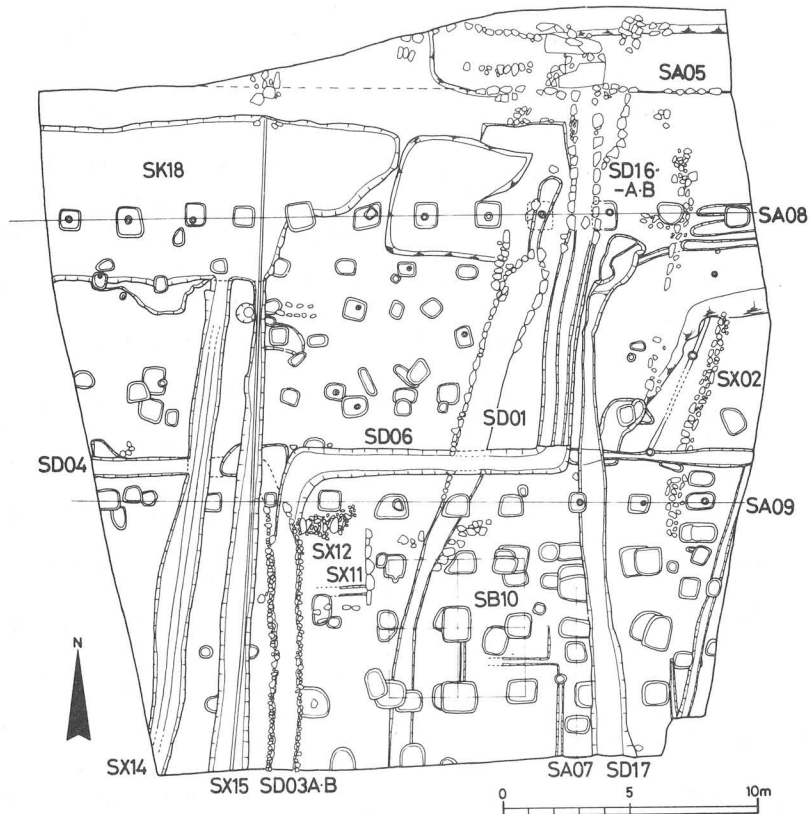 SA05
SK18
SD16-
-A·B
SA08
SX02
SD01
SD06
SD04
SA09
SX12
SX11
SB10
N
SX14
SX15
SD03A·B
SA07
SD17
0
5
10m